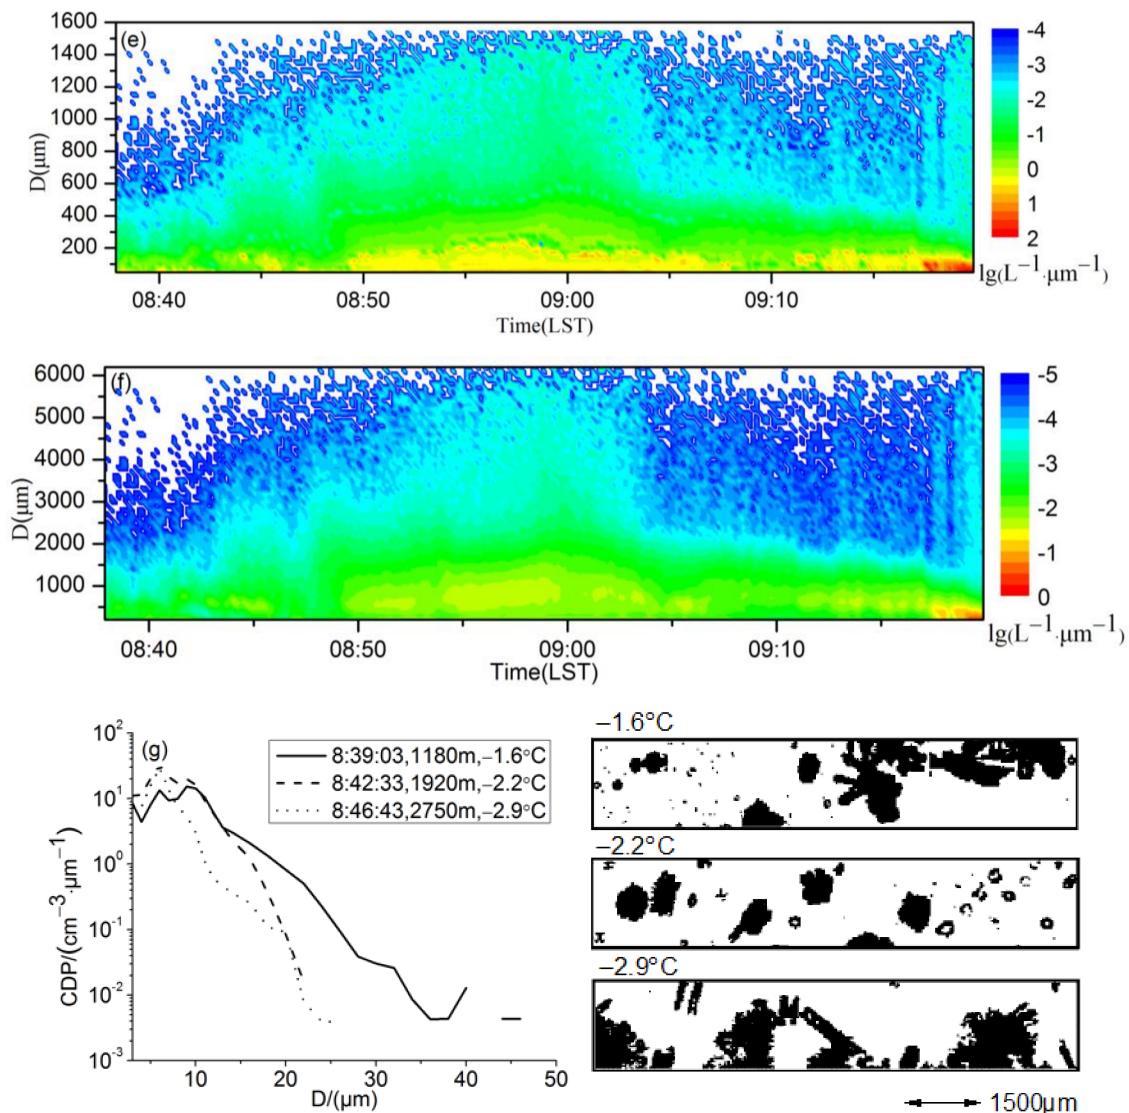 (e)
1600
1400
1200
1000
800
600
400
200
D(μm)
08:40
08:50
09:00
09:10
Time(LST)
-4
-3
-2
-1
0
1
2
lg(L⁻¹·μm⁻¹)
(f)
6000
5000
4000
3000
2000
1000
D(μm)
08:40
08:50
09:00
09:10
Time(LST)
-5
-4
-3
-2
-1
0
lg(L⁻¹·μm⁻¹)
(g)
10²
10¹
10⁰
10⁻¹
10⁻²
10⁻³
CDP/(cm⁻³·μm⁻¹)
8:39:03,1180m,−1.6°C
8:42:33,1920m,−2.2°C
8:46:43,2750m,−2.9°C
10
20
30
40
50
D/(μm)
−1.6°C
−2.2°C
−2.9°C
1500μm